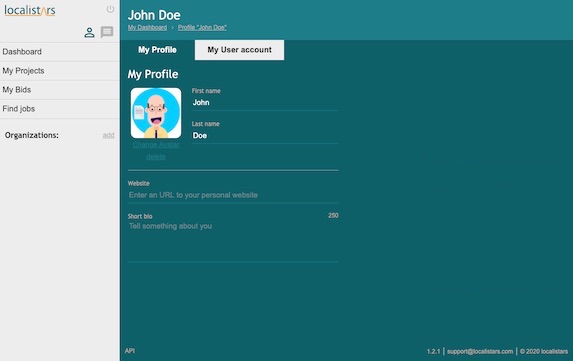 localistars
Dashboard
My Projects
My Bids
Find jobs
Organizations:
add
John Doe
My Dashboard › Profile "John Doe"
My Profile
My User account
My Profile
First name
John
Last name
Doe
Change Avatar
delete
Website
Enter an URL to your personal website
Short bio
250
Tell something about you
API
1.2.1 | support@localistars | © 2020 localistars